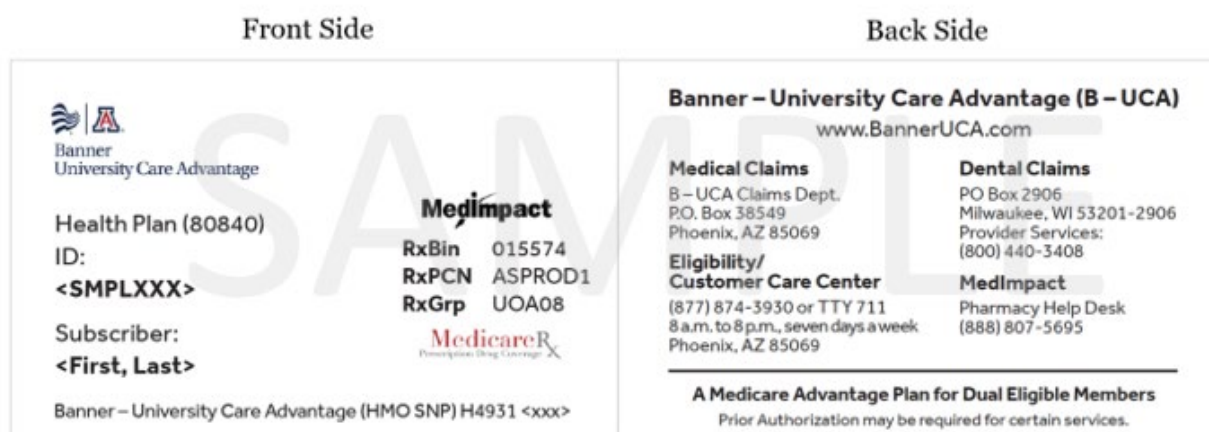 Front Side
Back Side
SAMPLE
A
Banner
University Care Advantage
Health Plan (80840)
ID:
<SMPLXXX>
Subscriber:
<First, Last>
MedImpact
RxBin 015574
RxPCN ASPROD1
RxGrp UOA08
MedicareRx
Prescription Drug Coverage
Banner – University Care Advantage (HMO SNP) H4931 <xxx>
Banner – University Care Advantage (B – UCA)
www.BannerUCA.com
Medical Claims
B – UCA Claims Dept.
P.O. Box 38549
Phoenix, AZ 85069
Eligibility/
Customer Care Center
(877) 874-3930 or TTY 711
8 a.m. to 8 p.m., seven days a week
Phoenix, AZ 85069
Dental Claims
PO Box 2906
Milwaukee, WI 53201-2906
Provider Services:
(800) 440-3408
MedImpact
Pharmacy Help Desk
(888) 807-5695
A Medicare Advantage Plan for Dual Eligible Members
Prior Authorization may be required for certain services.